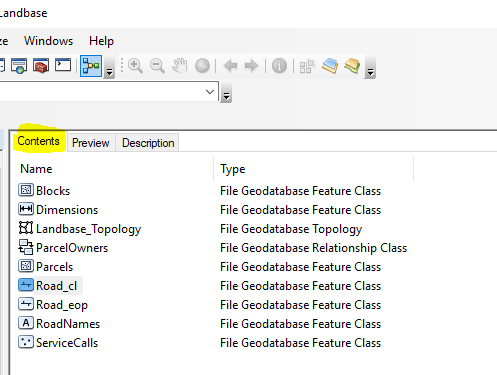 Landbase
ze Windows Help
Contents Preview Description
Name Type
Blocks File Geodatabase Feature Class
Dimensions File Geodatabase Feature Class
Landbase_Topology File Geodatabase Topology
ParcelOwners File Geodatabase Relationship Class
Parcels File Geodatabase Feature Class
Road_cl File Geodatabase Feature Class
Road_eop File Geodatabase Feature Class
A RoadNames File Geodatabase Feature Class
ServiceCalls File Geodatabase Feature Class